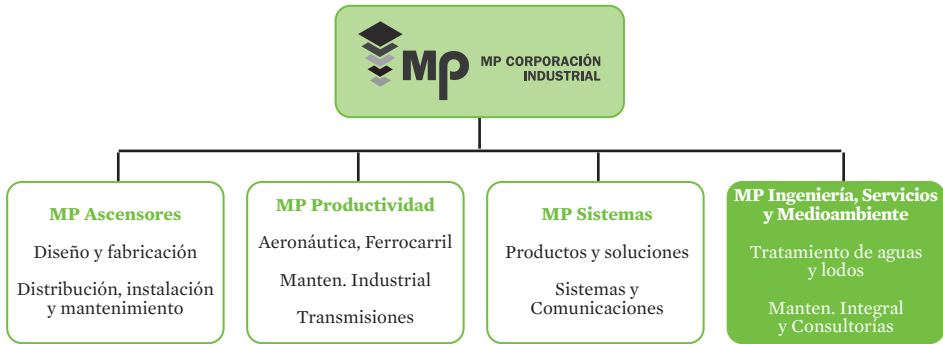 Mp MP CORPORACIÓN
INDUSTRIAL
MP Ascensores
Diseño y fabricación
Distribución, instalación
y mantenimiento
MP Productividad
Aeronáutica, Ferrocarril
Manten. Industrial
Transmisiones
MP Sistemas
Productos y soluciones
Sistemas y
Comunicaciones
MP Ingeniería, Servicios
y Medioambiente
Tratamiento de aguas
y lodos
Manten. Integral
y Consultorías